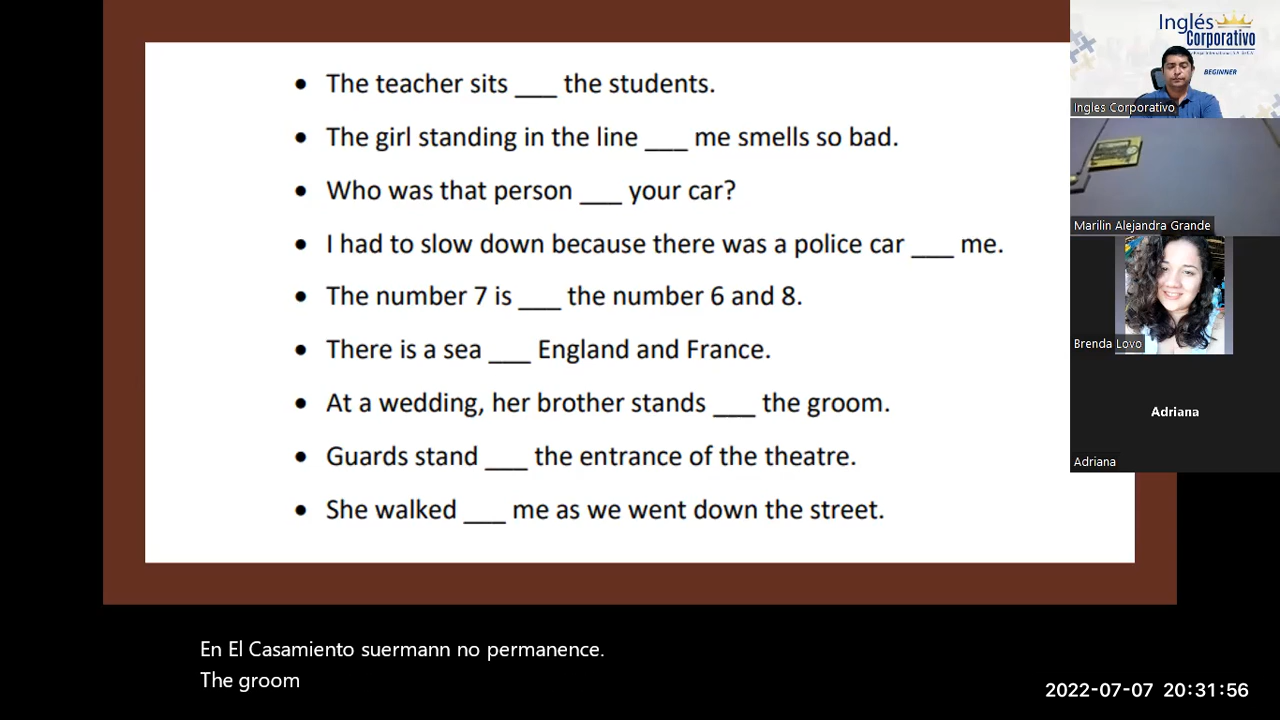 • The teacher sits ___ the students.
• The girl standing in the line ___ me smells so bad.
• Who was that person ___ your car?
• I had to slow down because there was a police car ___ me.
• The number 7 is ___ the number 6 and 8.
• There is a sea ___ England and France.
• At a wedding, her brother stands ___ the groom.
• Guards stand ___ the entrance of the theatre.
• She walked ___ me as we went down the street.
Inglés
Corporativo
BEGINNER
Ingles Corporativo
Marilin Alejandra Grande
Brenda Lovo
Adriana
Adriana
En El Casamiento suermann no permanence.
The groom
2022-07-07 20:31:56